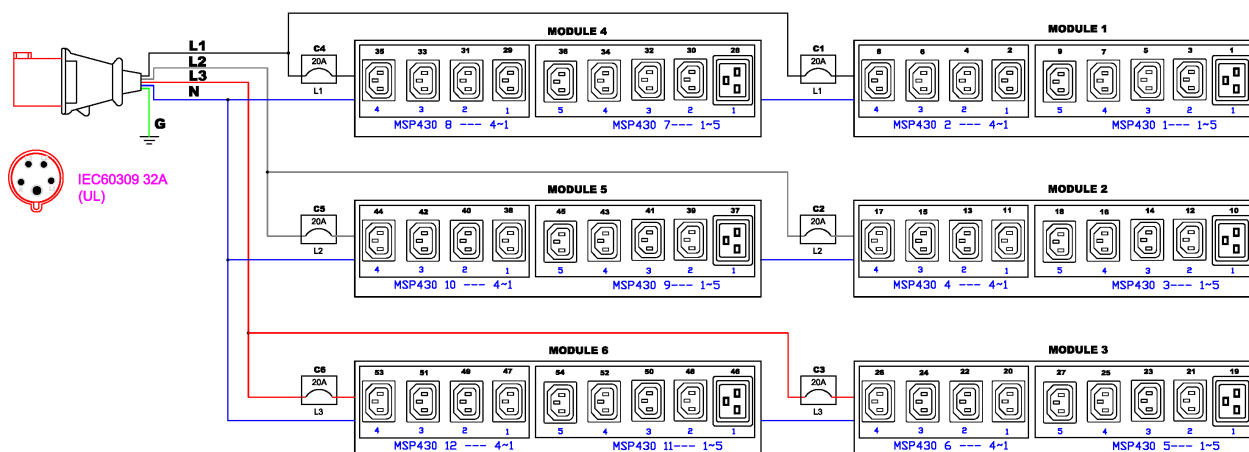 L1
L2
L3
N
G
IEC60309 32A
(UL)
MODULE 4
C4
20A
L1
35 33 31 29 36 34 32 30 28
4 3 2 1 5 4 3 2 1
MSP430 8 --- 4~1 MSP430 7--- 1~5
MODULE 1
C1
20A
L1
8 6 4 2 9 7 5 3 1
4 3 2 1 5 4 3 2 1
MSP430 2 --- 4~1 MSP430 1--- 1~5
MODULE 5
C5
20A
L2
44 42 40 38 45 43 41 39 37
4 3 2 1 5 4 3 2 1
MSP430 10 --- 4~1 MSP430 9--- 1~5
MODULE 2
C2
20A
L2
17 15 13 11 18 16 14 12 10
4 3 2 1 5 4 3 2 1
MSP430 4 --- 4~1 MSP430 3--- 1~5
MODULE 6
C6
20A
L3
53 51 49 47 54 52 50 48 46
4 3 2 1 5 4 3 2 1
MSP430 12 --- 4~1 MSP430 11--- 1~5
MODULE 3
C3
20A
L3
26 24 22 20 27 25 23 21 19
4 3 2 1 5 4 3 2 1
MSP430 6 --- 4~1 MSP430 5--- 1~5